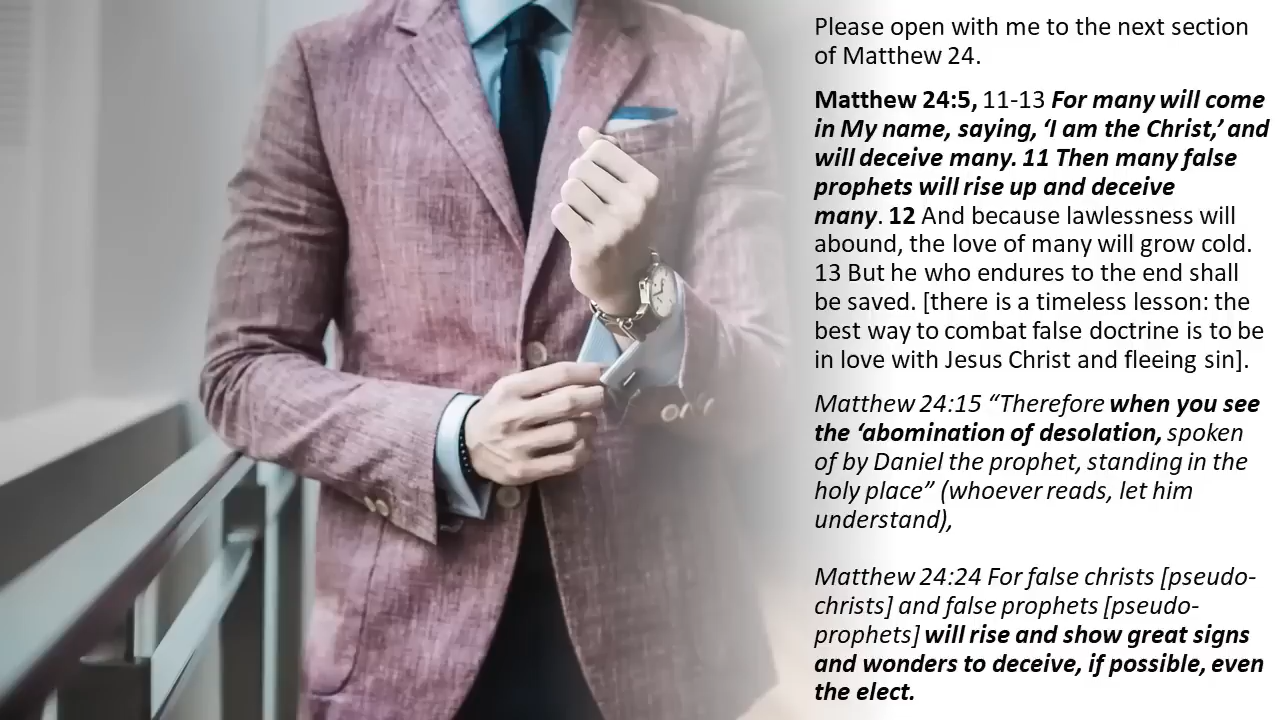 Please open with me to the next section
of Matthew 24.
Matthew 24:5, 11-13 For many will come
in My name, saying, ‘I am the Christ,’ and
will deceive many. 11 Then many false
prophets will rise up and deceive
many. 12 And because lawlessness will
abound, the love of many will grow cold.
13 But he who endures to the end shall
be saved. [there is a timeless lesson: the
best way to combat false doctrine is to be
in love with Jesus Christ and fleeing sin].
Matthew 24:15 “Therefore when you see
the ‘abomination of desolation, spoken
of by Daniel the prophet, standing in the
holy place” (whoever reads, let him
understand),
Matthew 24:24 For false christs [pseudo-
christs] and false prophets [pseudo-
prophets] will rise and show great signs
and wonders to deceive, if possible, even
the elect.